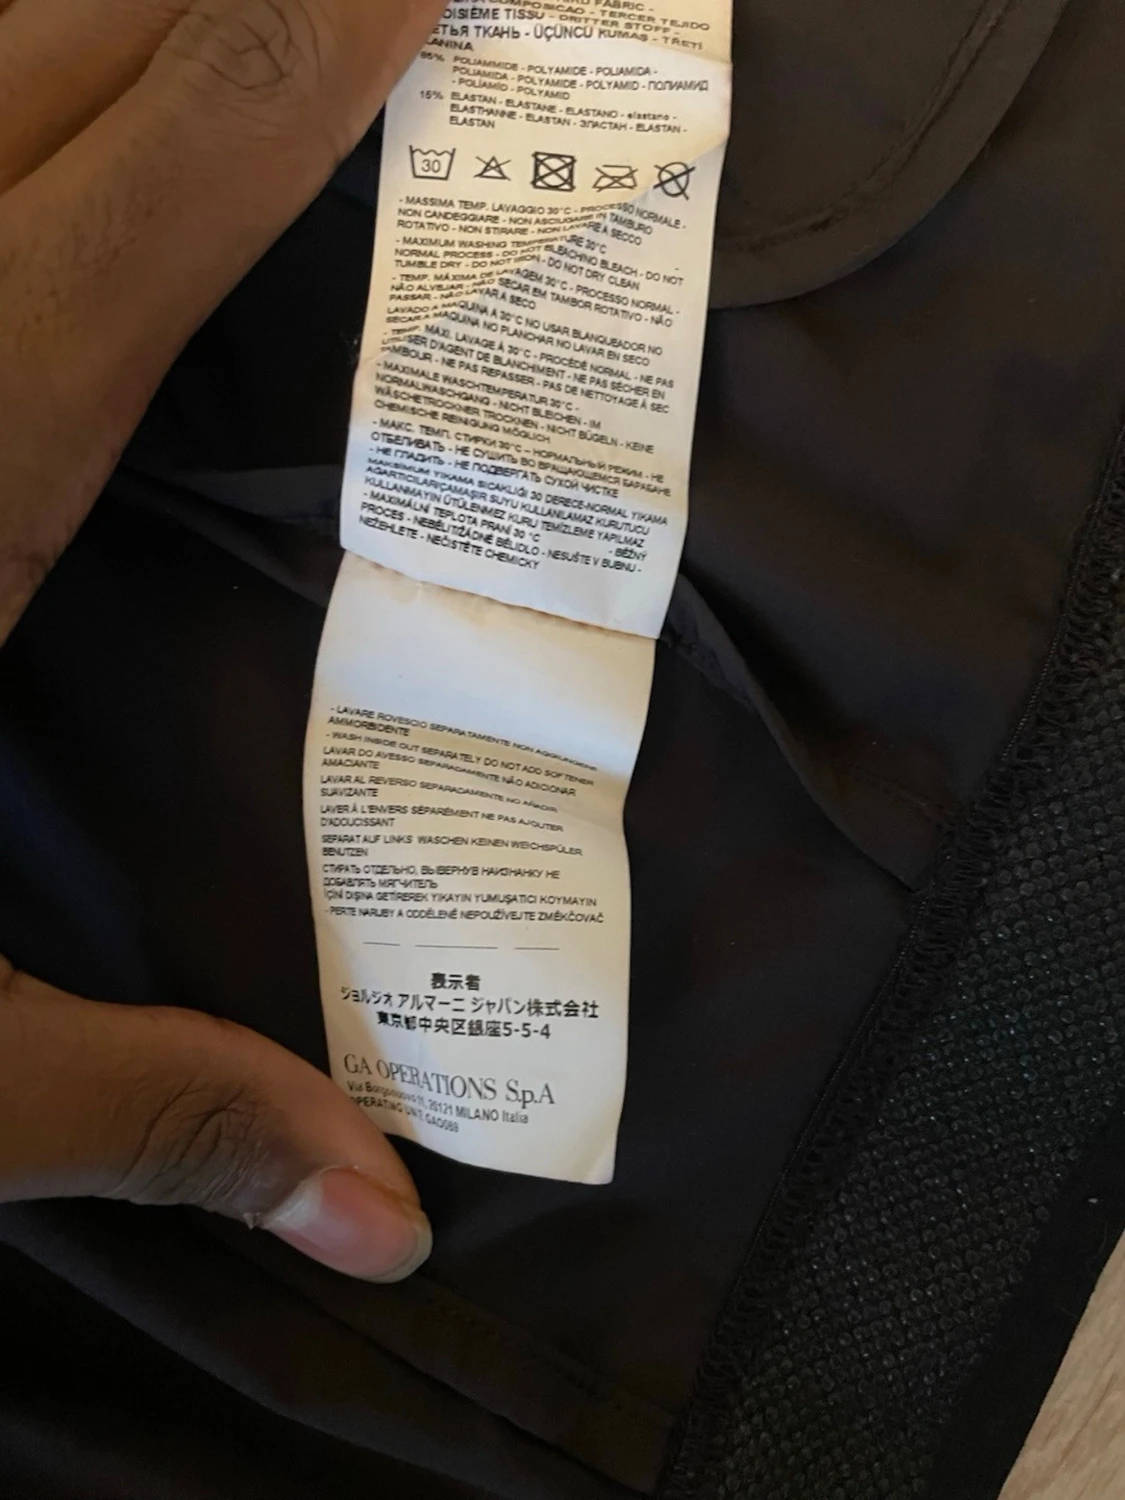 COMPOSICAO - TERCER TEJIDO
OISIÈME TISSU - DRITTER STOFF -
ЕТЬЯ ТКАНЬ - ÜÇÜNCÜ KUMAŞ - TŘETÍ
LANINA
POLIAMMIDE - POLYAMIDE - POLIAMIDA -
POLIAMIDA - POLYAMIDE - POLYAMID - ПОЛИАМИД
- POLIAMID - POLYAMID
15% ELASTAN - ELASTANE - ELASTANO - elastano -
ELASTHANNE - ELASTAN - ЭЛАСТАН - ELASTAN -
ELASTAN
30
- MASSIMA TEMP. LAVAGGIO 30°C - PROCESSO NORMALE -
NON CANDEGGIARE - NON ASCIUGARE IN TAMBURO
ROTATIVO - NON STIRARE - NON LAVARE A SECCO
- MAXIMUM WASHING TEMPERATURE 30°C
NORMAL PROCESS - DO NOT BLEACHING BLEACH - DO NOT
TUMBLE DRY - DO NOT IRON - DO NOT DRY CLEAN
- TEMP. MÁXIMA DE LAVAGEM 30°C - PROCESSO NORMAL -
NÃO ALVEJAR - NÃO SECAR EM TAMBOR ROTATIVO - NÃO
PASSAR - NÃO LAVAR A SECO
LAVADO A MAQUINA A 30°C NO USAR BLANQUEADOR NO
SECAR A MAQUINA NO PLANCHAR NO LAVAR EN SECO
- TEMP. MAXI. LAVAGE À 30°C - PROCÉDÉ NORMAL - NE PAS
UTILISER D'AGENT DE BLANCHIMENT - NE PAS SÉCHER EN
TAMBOUR - NE PAS REPASSER - PAS DE NETTOYAGE À SEC
- MAXIMALE WASCHTEMPERATUR 30°C -
NORMALWASCHGANG - NICHT BLEICHEN - IM
WÄSCHETROCKNER TROCKNEN - NICHT BÜGELN - KEINE
CHEMISCHE REINIGUNG MÖGLICH
- МАКС. ТЕМП. СТИРКИ 30°C - НОРМАЛЬНЫЙ РЕЖИМ - НЕ
ОТБЕЛИВАТЬ - НЕ СУШИТЬ ВО ВРАЩАЮЩЕМСЯ БАРАБАНЕ
- НЕ ГЛАДИТЬ - НЕ ПОДВЕРГАТЬ СУХОЙ ЧИСТКЕ
MAKSİMUM YIKAMA SICAKLIĞI 30 DERECE-NORMAL YIKAMA
AĞARTICILAR/ÇAMAŞIR SUYU KULLANILAMAZ KURUTUCU
KULLANMAYIN ÜTÜLENMEZ KURU TEMİZLEME YAPILMAZ
- MAXIMÁLNÍ TEPLOTA PRANÍ 30 °C - BĚŽNÝ
PROCES - NEBĚLIT/ŽÁDNÉ BĚLIDLO - NESUŠTE V BUBNU -
NEŽEHLETE - NEČISTĚTE CHEMICKY
- LAVARE ROVESCIO SEPARATAMENTE NON AGGIUNGERE
AMMORBIDENTE
- WASH INSIDE OUT SEPARATELY DO NOT ADD SOFTENER
LAVAR DO AVESSO SEPARADAMENTE NÃO ADICIONAR
AMACIANTE
LAVAR AL REVERSO SEPARADAMENTE NO AÑADIR
SUAVIZANTE
LAVER À L'ENVERS SÉPARÉMENT NE PAS AJOUTER
D'ADOUCISSANT
SEPARAT AUF LINKS WASCHEN KEINEN WEICHSPÜLER
BENUTZEN
СТИРАТЬ ОТДЕЛЬНО, ВЫВЕРНУВ НАИЗНАНКУ НЕ
ДОБАВЛЯТЬ МЯГЧИТЕЛЬ
İÇİNİ DIŞINA GETİREREK YIKAYIN YUMUŞATICI KOYMAYIN
- PERTE NARUBY A ODDĚLENĚ NEPOUŽÍVEJTE ZMĚKČOVAČ
表示者
ジョルジオ アルマーニ ジャパン株式会社
東京都中央区銀座5-5-4
GA OPERATIONS S.p.A
Via Borgonuovo 11, 20121 MILANO Italia
OPERATING UNIT GAO089